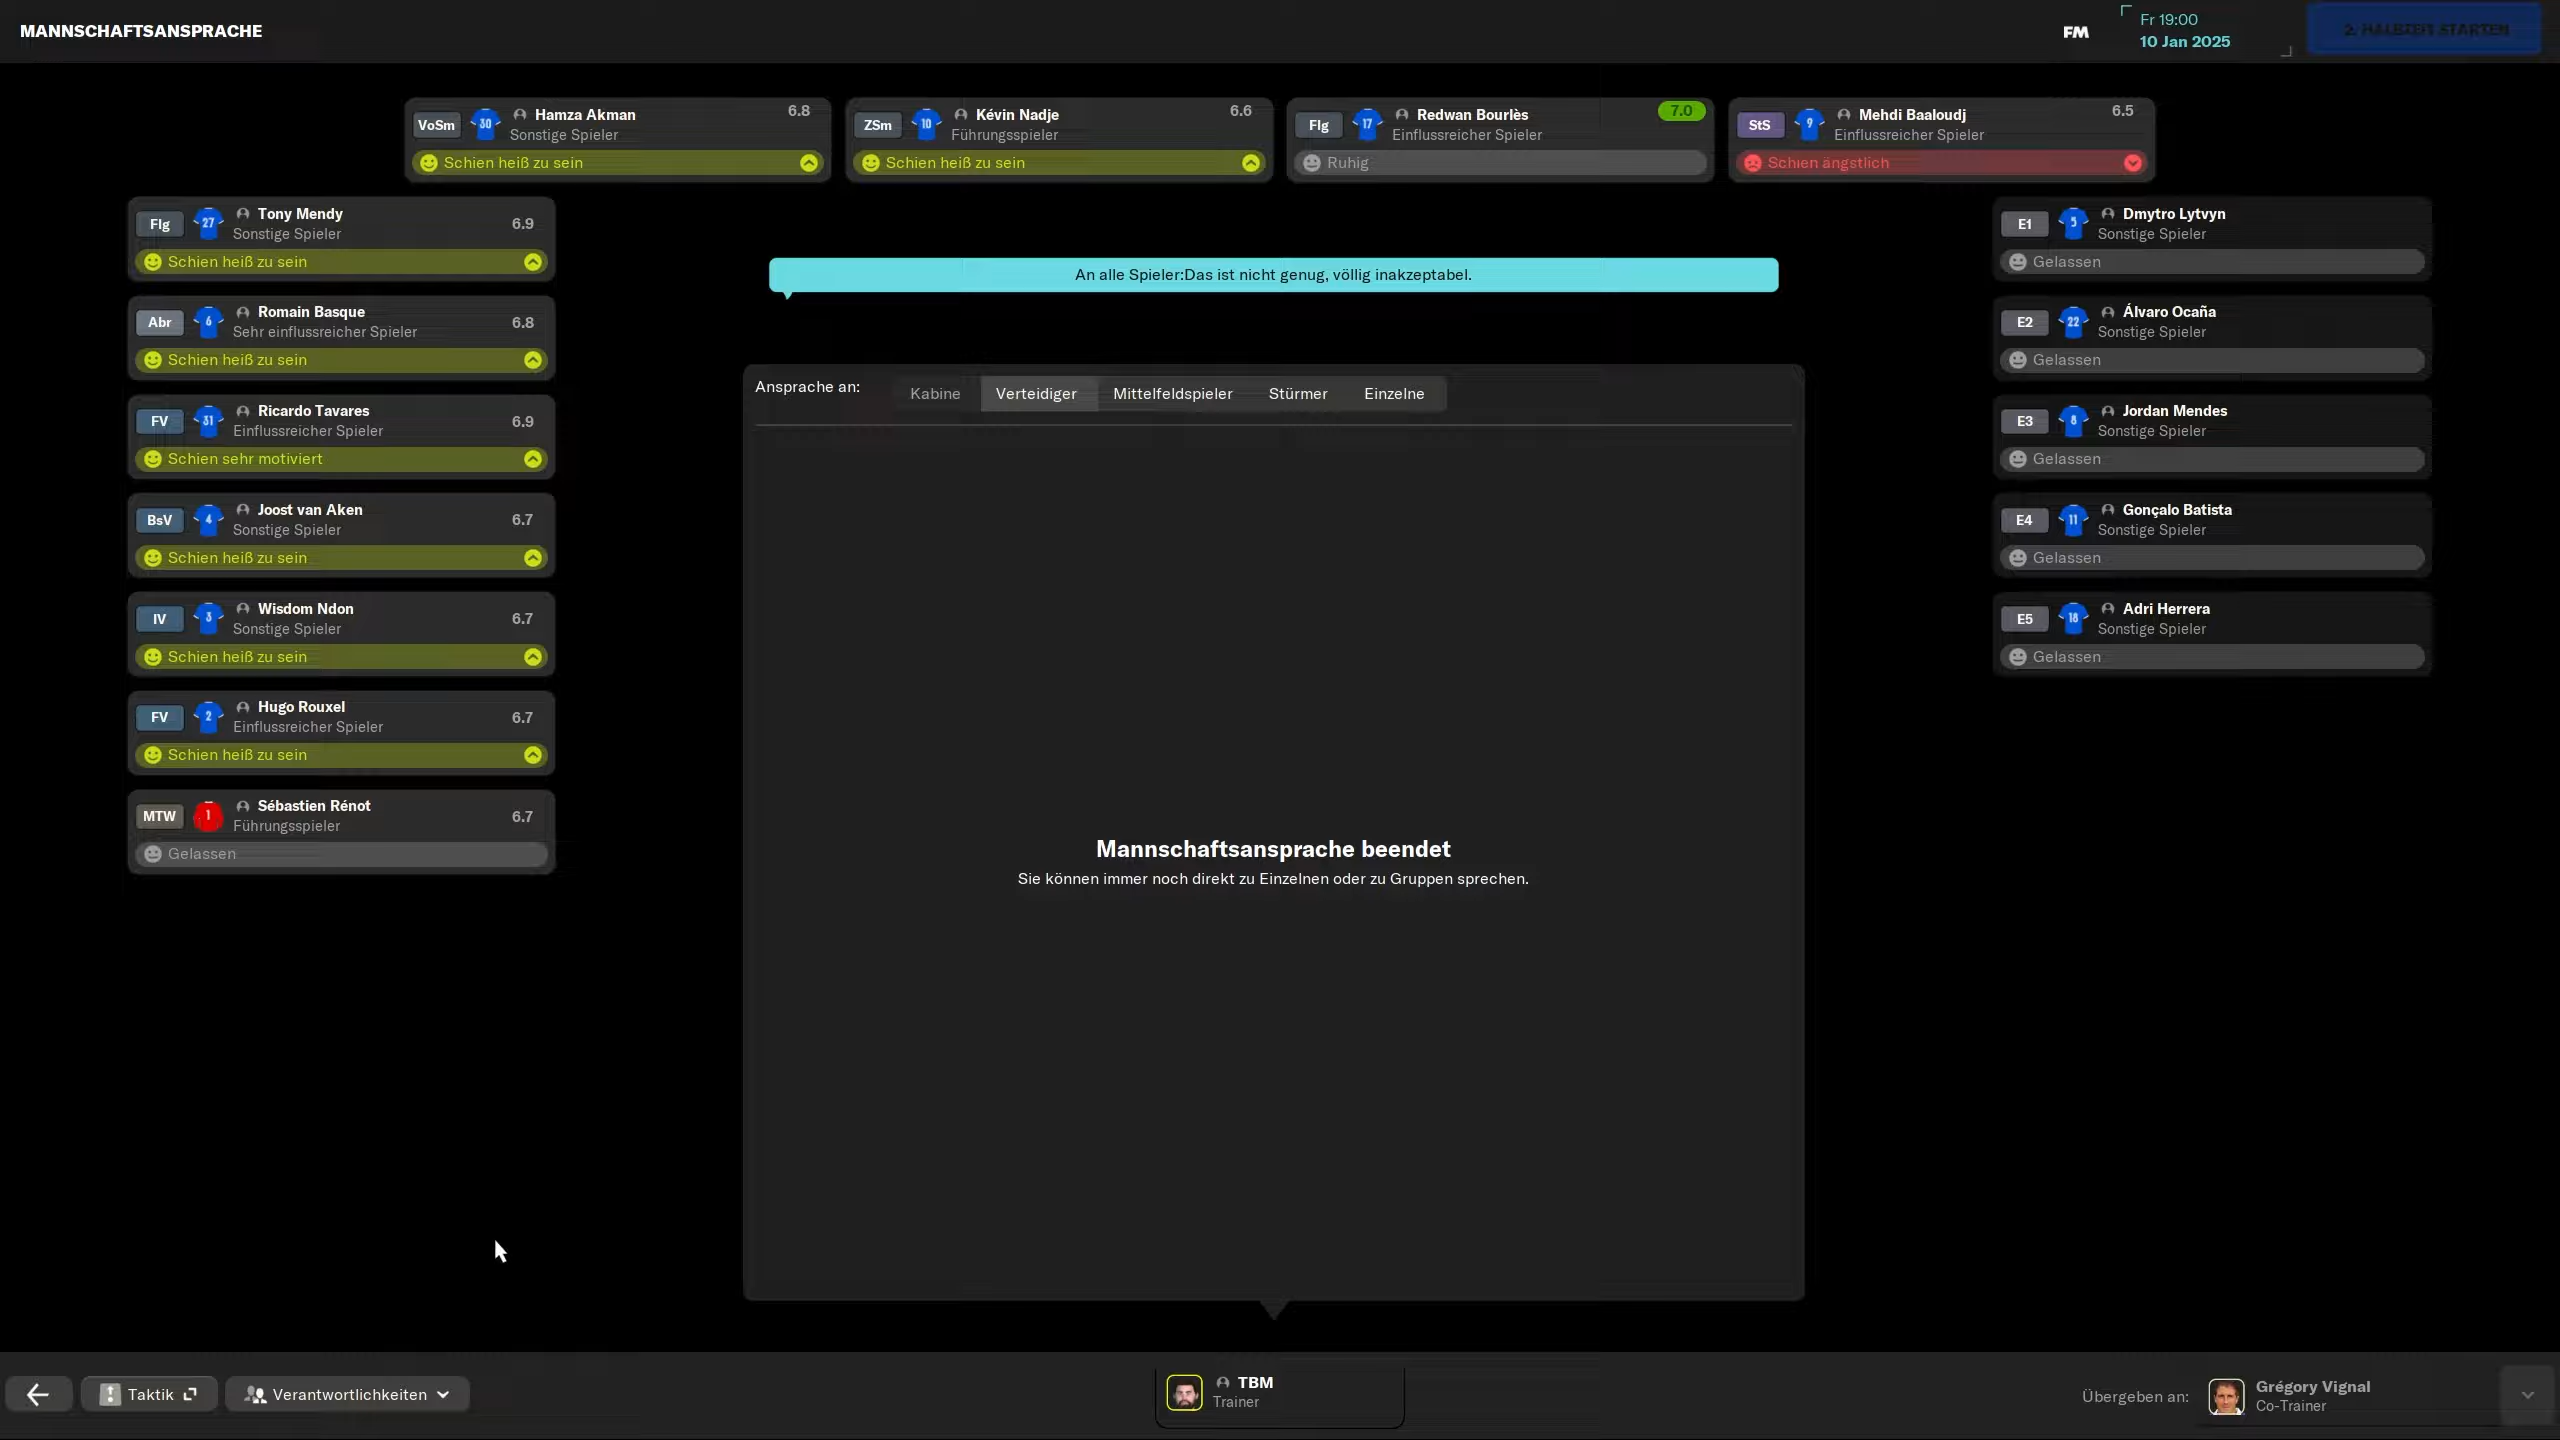 MANNSCHAFTSANSPRACHE
FM
Fr 19:00
10 Jan 2025
2. HALBZEIT STARTEN
VoSm 30 Hamza Akman 6.8
Sonstige Spieler
Schien heiß zu sein
ZSm 10 Kévin Nadje 6.6
Führungsspieler
Schien heiß zu sein
Flg 17 Redwan Bourlès 7.0
Einflussreicher Spieler
Ruhig
StS 9 Mehdi Baaloudj 6.5
Einflussreicher Spieler
Schien ängstlich
Flg 27 Tony Mendy 6.9
Sonstige Spieler
Schien heiß zu sein
Abr 6 Romain Basque 6.8
Sehr einflussreicher Spieler
Schien heiß zu sein
FV 31 Ricardo Tavares 6.9
Einflussreicher Spieler
Schien sehr motiviert
BsV 4 Joost van Aken 6.7
Sonstige Spieler
Schien heiß zu sein
IV 3 Wisdom Ndon 6.7
Sonstige Spieler
Schien heiß zu sein
FV 2 Hugo Rouxel 6.7
Einflussreicher Spieler
Schien heiß zu sein
MTW 1 Sébastien Rénot 6.7
Führungsspieler
Gelassen
An alle Spieler:Das ist nicht genug, völlig inakzeptabel.
Ansprache an: Kabine Verteidiger Mittelfeldspieler Stürmer Einzelne
Mannschaftsansprache beendet
Sie können immer noch direkt zu Einzelnen oder zu Gruppen sprechen.
E1 5 Dmytro Lytvyn
Sonstige Spieler
Gelassen
E2 22 Álvaro Ocaña
Sonstige Spieler
Gelassen
E3 8 Jordan Mendes
Sonstige Spieler
Gelassen
E4 11 Gonçalo Batista
Sonstige Spieler
Gelassen
E5 18 Adri Herrera
Sonstige Spieler
Gelassen
Taktik
Verantwortlichkeiten
TBM
Trainer
Übergeben an:
Grégory Vignal
Co-Trainer